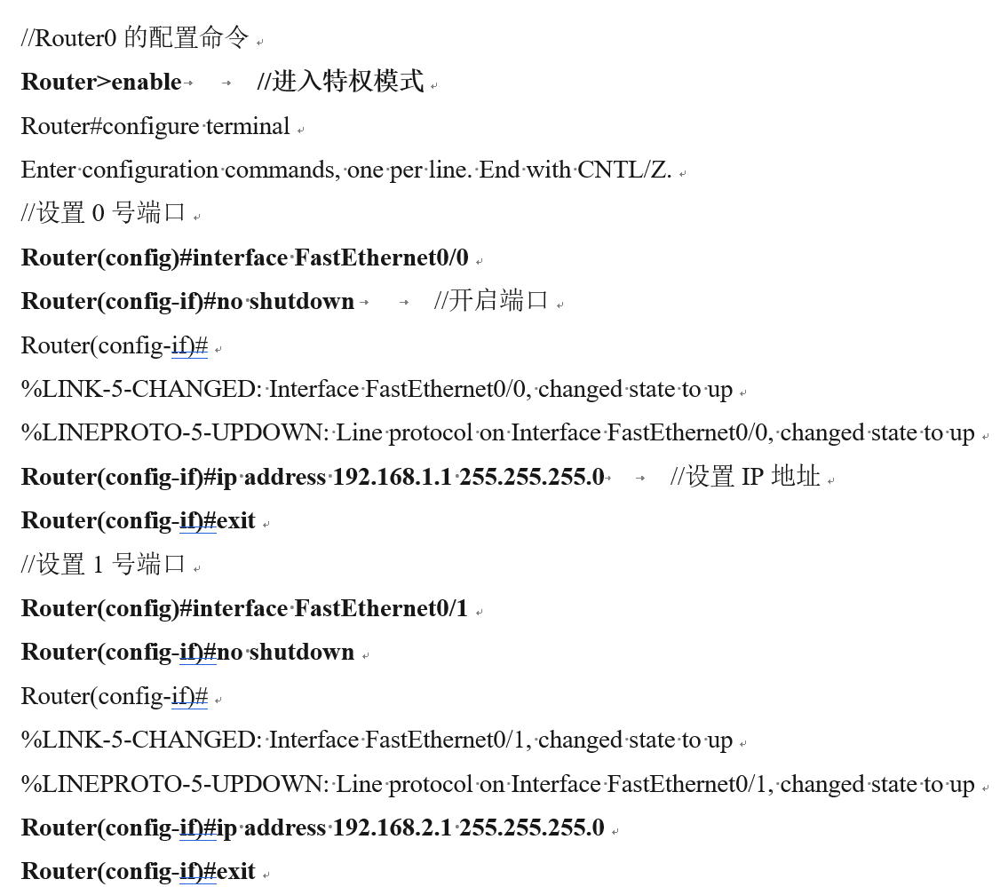 //Router0 的配置命令
Router>enable //进入特权模式
Router#configure terminal
Enter configuration commands, one per line. End with CNTL/Z.
//设置 0 号端口
Router(config)#interface FastEthernet0/0
Router(config-if)#no shutdown //开启端口
Router(config-if)#
%LINK-5-CHANGED: Interface FastEthernet0/0, changed state to up
%LINEPROTO-5-UPDOWN: Line protocol on Interface FastEthernet0/0, changed state to up
Router(config-if)#ip address 192.168.1.1 255.255.255.0 //设置 IP 地址
Router(config-if)#exit
//设置 1 号端口
Router(config)#interface FastEthernet0/1
Router(config-if)#no shutdown
Router(config-if)#
%LINK-5-CHANGED: Interface FastEthernet0/1, changed state to up
%LINEPROTO-5-UPDOWN: Line protocol on Interface FastEthernet0/1, changed state to up
Router(config-if)#ip address 192.168.2.1 255.255.255.0
Router(config-if)#exit